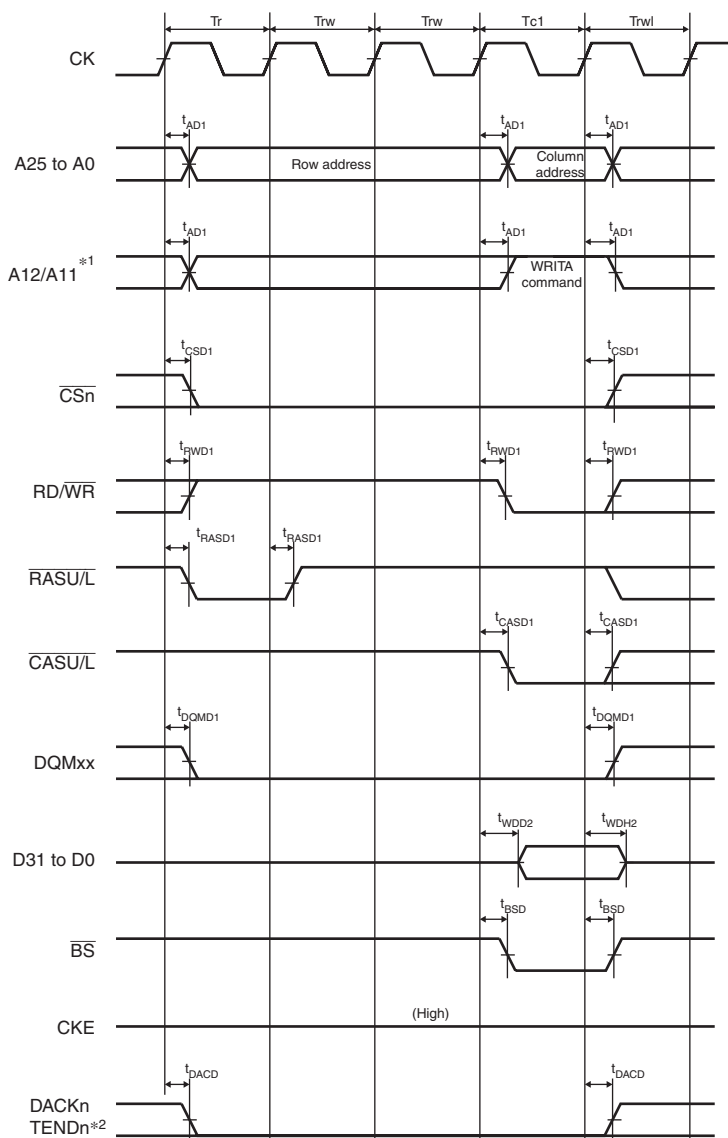 Tr Trw Trw Tc1 Trwl
CK
tAD1 tAD1 tAD1
A25 to A0 Row address Column address
tAD1 tAD1 tAD1
A12/A11 *1 WRITA command
tCSD1 tCSD1
CSn
tRWD1 tRWD1 tRWD1
RD/WR
tRASD1 tRASD1
RASU/L
tCASD1 tCASD1
CASU/L
tDQMD1 tDQMD1
DQMxx
tWDD2 tWDH2
D31 to D0
tBSD tBSD
BS
(High)
CKE
tDACD tDACD
DACKn
TENDn*2